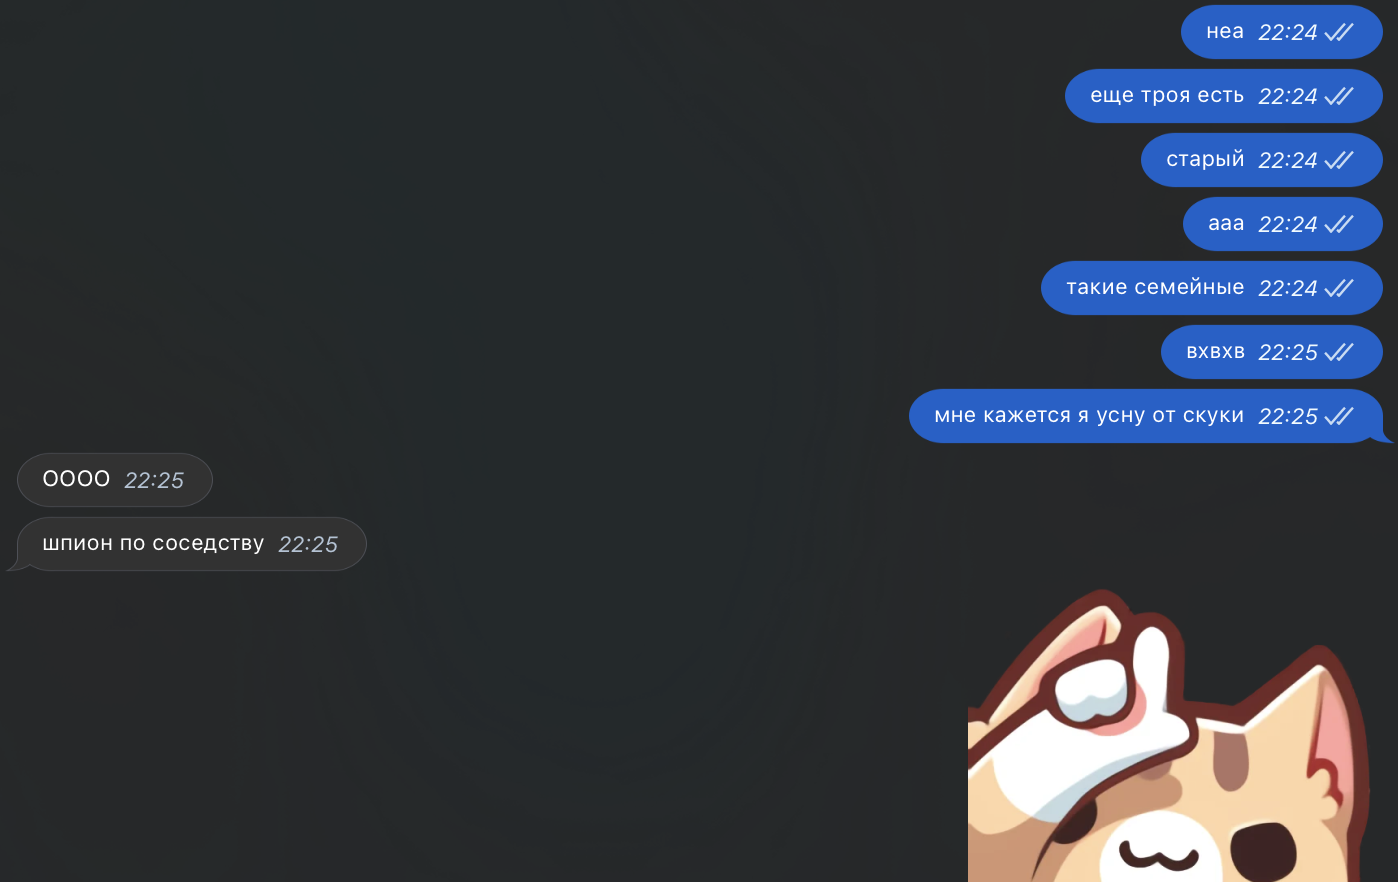 неа 22:24
еще троя есть 22:24
старый 22:24
ааа 22:24
такие семейные 22:24
вхвхв 22:25
мне кажется я усну от скуки 22:25
ОООО 22:25
шпион по соседству 22:25